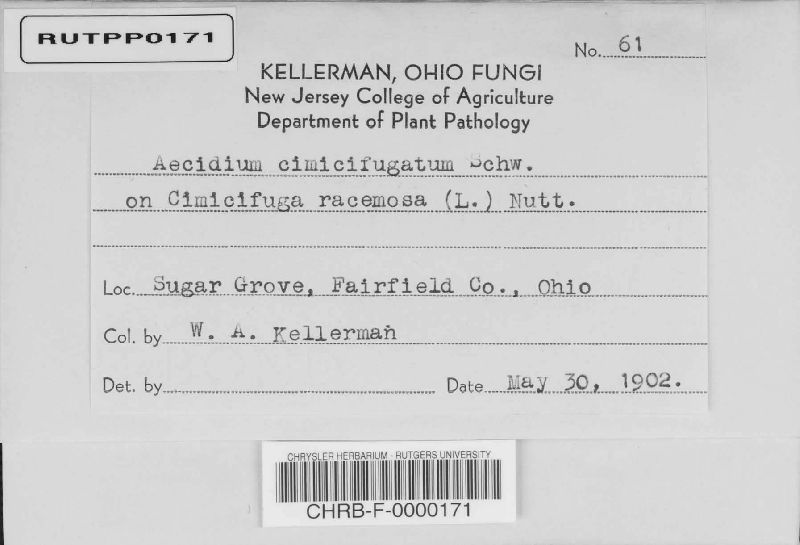 RUTPP0171
No. 61
KELLERMAN, OHIO FUNGI
New Jersey College of Agriculture
Department of Plant Pathology
Aecidium cimicifugatum Schw.
on Cimicifuga racemosa (L.) Nutt.
Loc. Sugar Grove, Fairfield Co., Ohio
Col. by W. A. Kellerman
Det. by
Date May 30, 1902.
CHRYSLER HERBARIUM - RUTGERS UNIVERSITY
CHRB-F-0000171